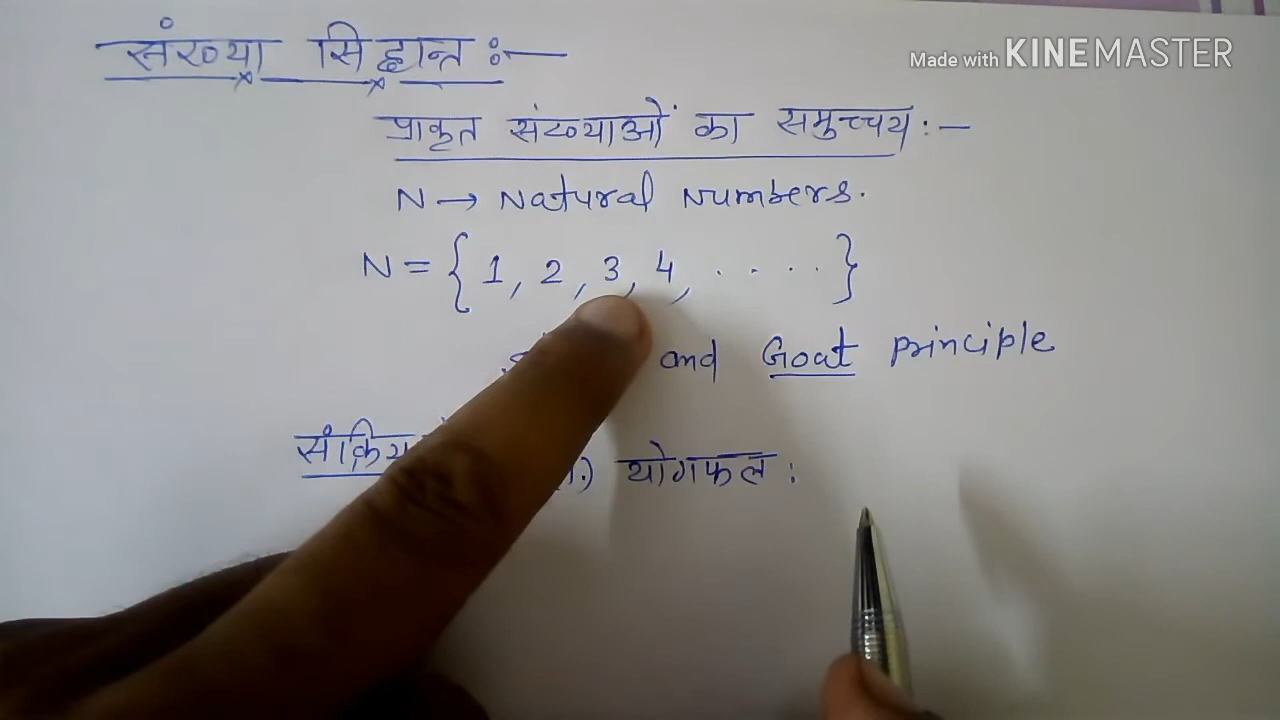 संख्या सिद्धान्त :—
Made with KINEMASTER
प्राकृत संख्याओं का समुच्चय :—
N → Natural Numbers.
N = { 1, 2, 3, 4, . . . . }
and Goat principle
योगफल :